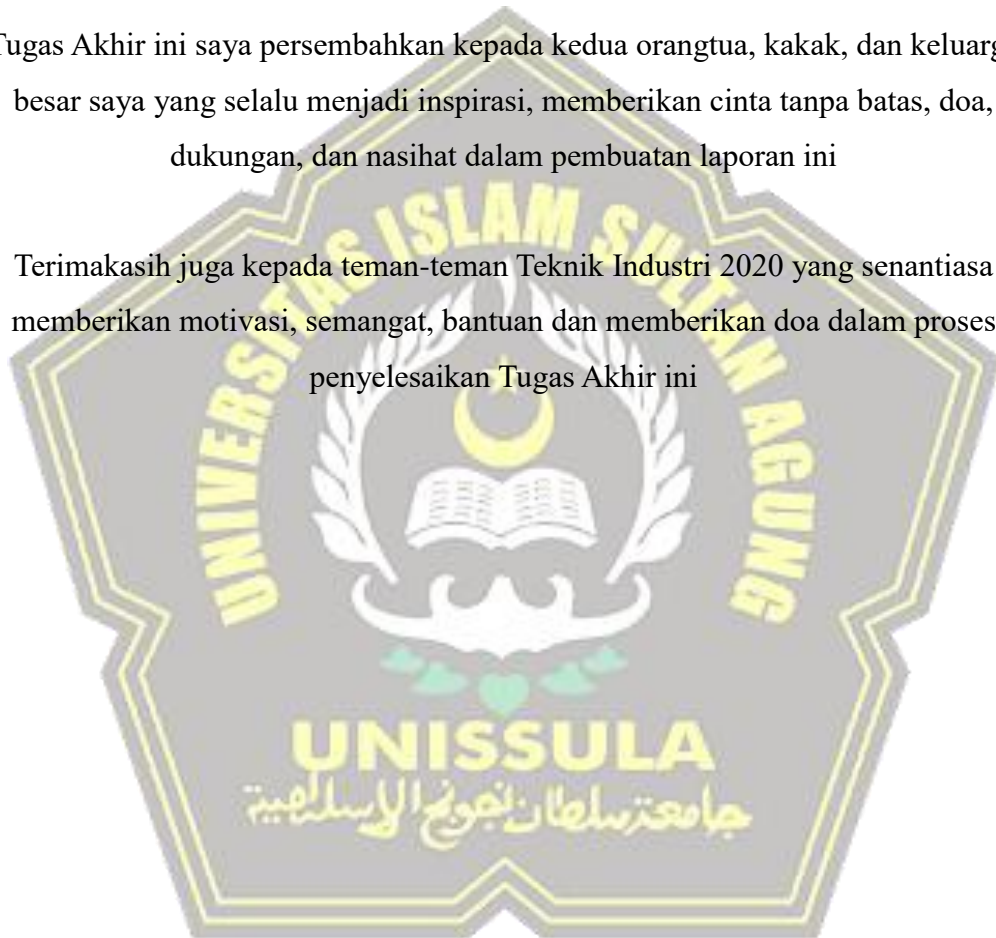 Tugas Akhir ini saya persembahkan kepada kedua orangtua, kakak, dan keluarg
besar saya yang selalu menjadi inspirasi, memberikan cinta tanpa batas, doa,
dukungan, dan nasihat dalam pembuatan laporan ini
Terimakasih juga kepada teman-teman Teknik Industri 2020 yang senantiasa
memberikan motivasi, semangat, bantuan dan memberikan doa dalam proses
penyelesaikan Tugas Akhir ini
UNIVERSITAS ISLAM SULTAN AGUNG
UNISSULA
جامعة سلطان أجونج الإسلامية